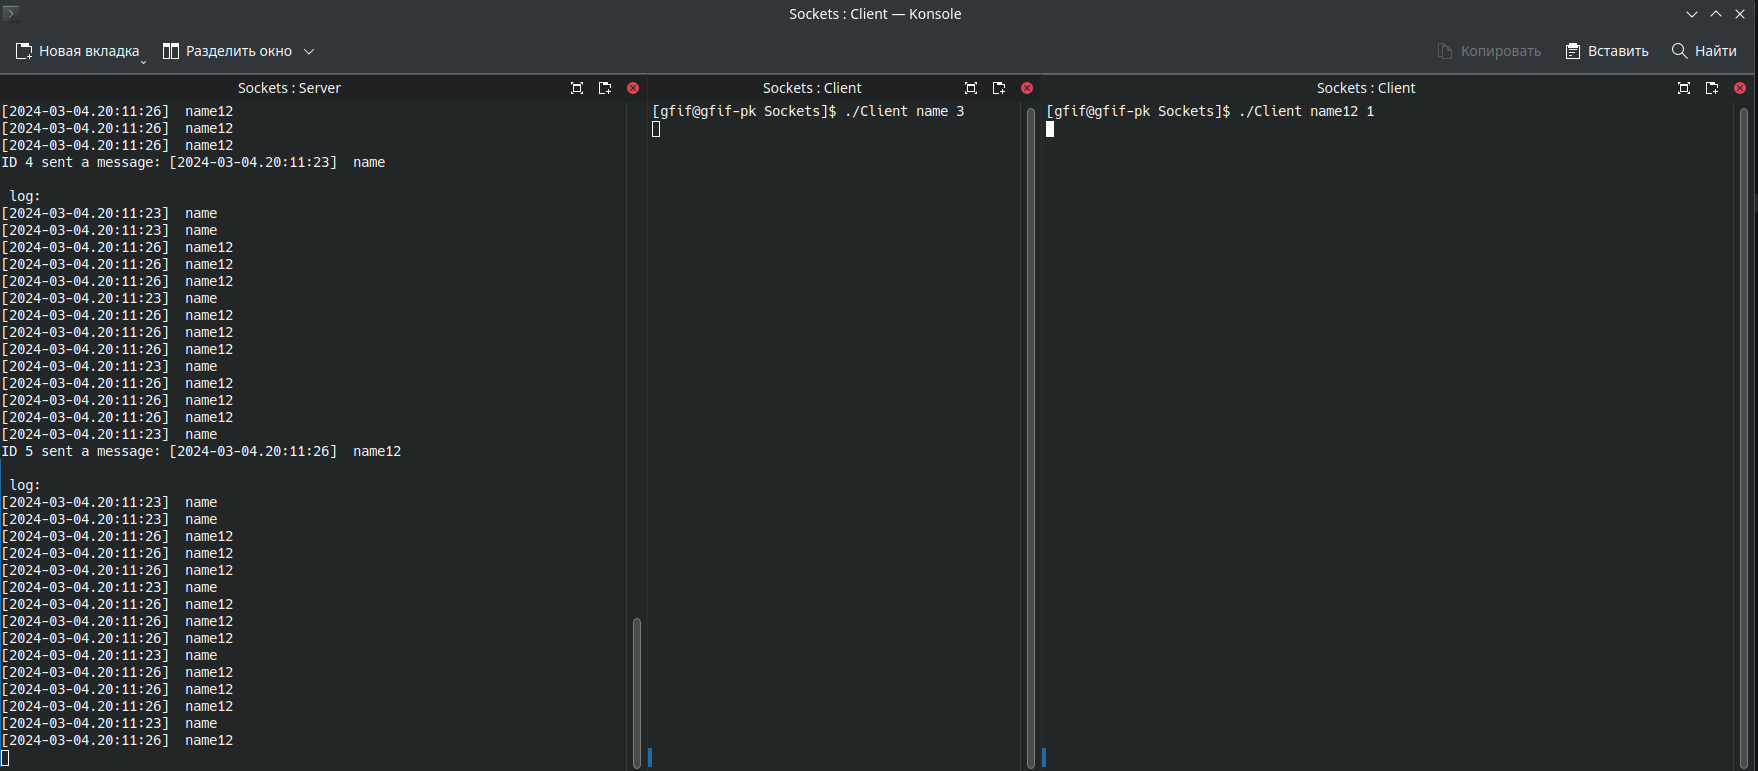 Sockets : Client — Konsole
Новая вкладка Разделить окно Копировать Вставить Найти
Sockets : Server
[2024-03-04.20:11:26]  name12
[2024-03-04.20:11:26]  name12
[2024-03-04.20:11:26]  name12
ID 4 sent a message: [2024-03-04.20:11:23]  name
log:
[2024-03-04.20:11:23]  name
[2024-03-04.20:11:23]  name
[2024-03-04.20:11:26]  name12
[2024-03-04.20:11:26]  name12
[2024-03-04.20:11:26]  name12
[2024-03-04.20:11:23]  name
[2024-03-04.20:11:26]  name12
[2024-03-04.20:11:26]  name12
[2024-03-04.20:11:26]  name12
[2024-03-04.20:11:23]  name
[2024-03-04.20:11:26]  name12
[2024-03-04.20:11:26]  name12
[2024-03-04.20:11:26]  name12
[2024-03-04.20:11:23]  name
ID 5 sent a message: [2024-03-04.20:11:26]  name12
log:
[2024-03-04.20:11:23]  name
[2024-03-04.20:11:23]  name
[2024-03-04.20:11:26]  name12
[2024-03-04.20:11:26]  name12
[2024-03-04.20:11:26]  name12
[2024-03-04.20:11:23]  name
[2024-03-04.20:11:26]  name12
[2024-03-04.20:11:26]  name12
[2024-03-04.20:11:26]  name12
[2024-03-04.20:11:23]  name
[2024-03-04.20:11:26]  name12
[2024-03-04.20:11:26]  name12
[2024-03-04.20:11:26]  name12
[2024-03-04.20:11:23]  name
[2024-03-04.20:11:26]  name12
Sockets : Client
[gfif@gfif-pk Sockets]$ ./Client name 3
Sockets : Client
[gfif@gfif-pk Sockets]$ ./Client name12 1